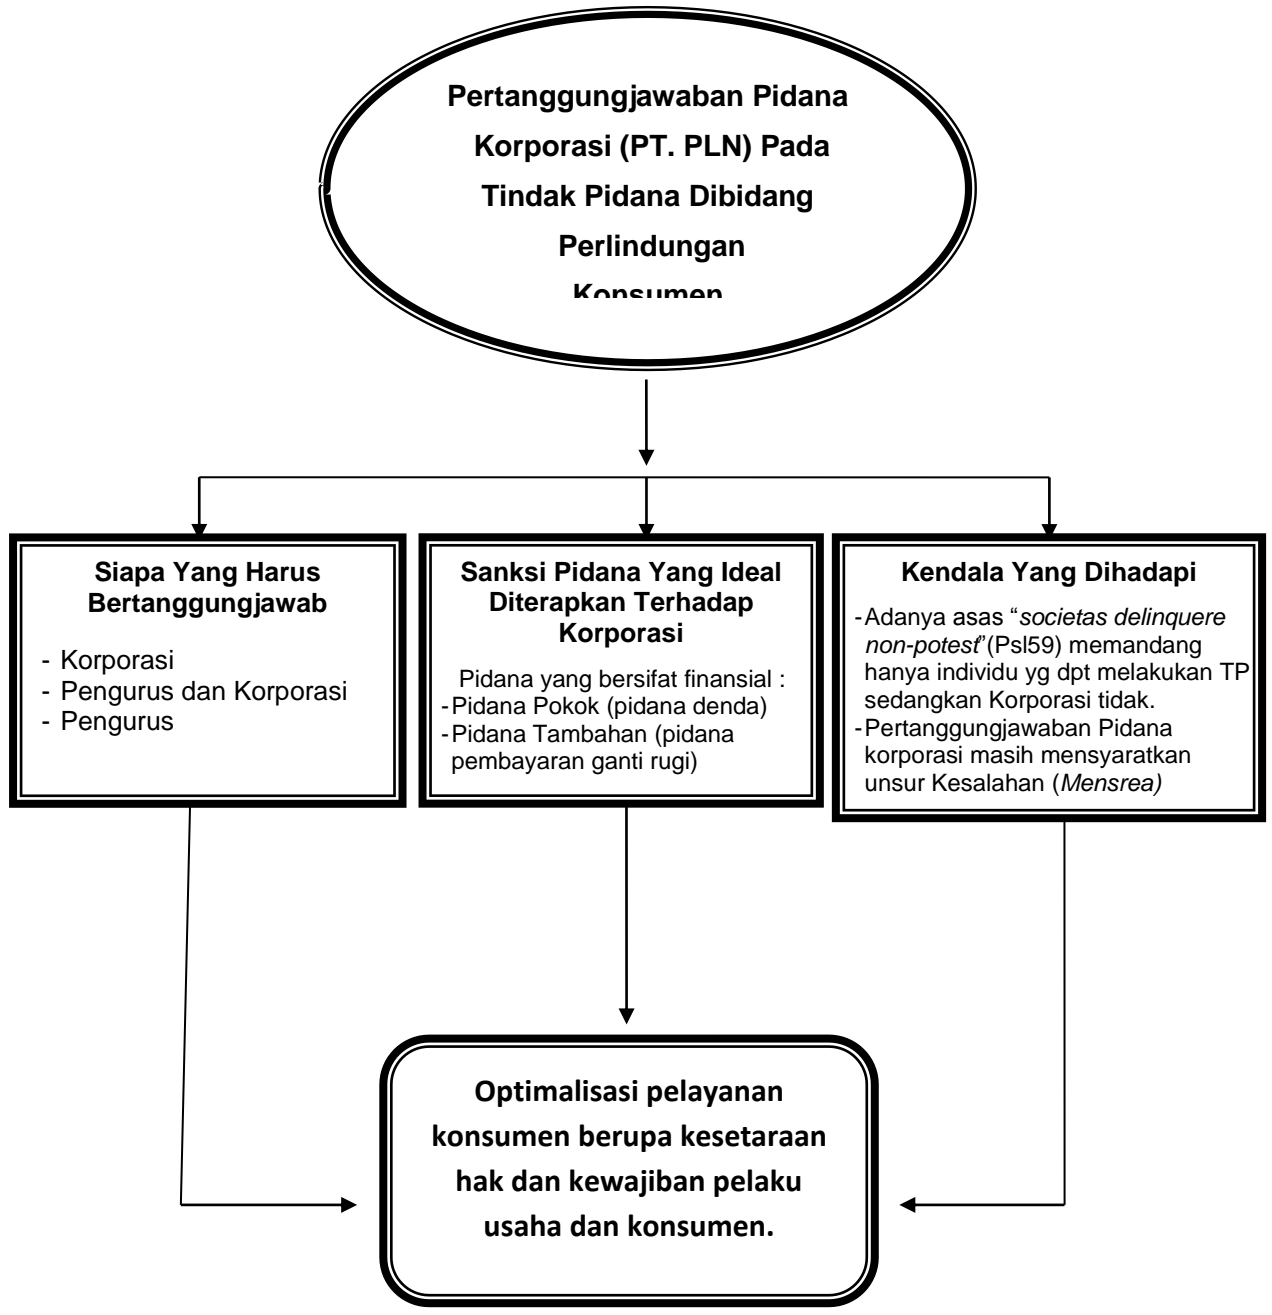 Pertanggungjawaban Pidana
Korporasi (PT. PLN) Pada
Tindak Pidana Dibidang
Perlindungan
Konsumen
Siapa Yang Harus
Bertanggungjawab
- Korporasi
- Pengurus dan Korporasi
- Pengurus
Sanksi Pidana Yang Ideal
Diterapkan Terhadap
Korporasi
Pidana yang bersifat finansial :
-Pidana Pokok (pidana denda)
-Pidana Tambahan (pidana
pembayaran ganti rugi)
Kendala Yang Dihadapi
-Adanya asas “societas delinquere
non-potest”(Psl59) memandang
hanya individu yg dpt melakukan TP
sedangkan Korporasi tidak.
-Pertanggungjawaban Pidana
korporasi masih mensyaratkan
unsur Kesalahan (Mensrea)
Optimalisasi pelayanan
konsumen berupa kesetaraan
hak dan kewajiban pelaku
usaha dan konsumen.